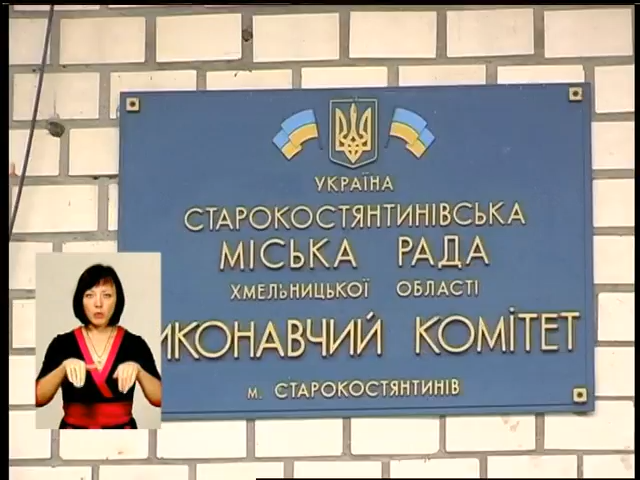 УКРАЇНА
СТАРОКОСТЯНТИНІВСЬКА
МІСЬКА РАДА
ХМЕЛЬНИЦЬКОЇ ОБЛАСТІ
ИКОНАВЧИЙ КОМІТЕТ
м. СТАРОКОСТЯНТИНІВ